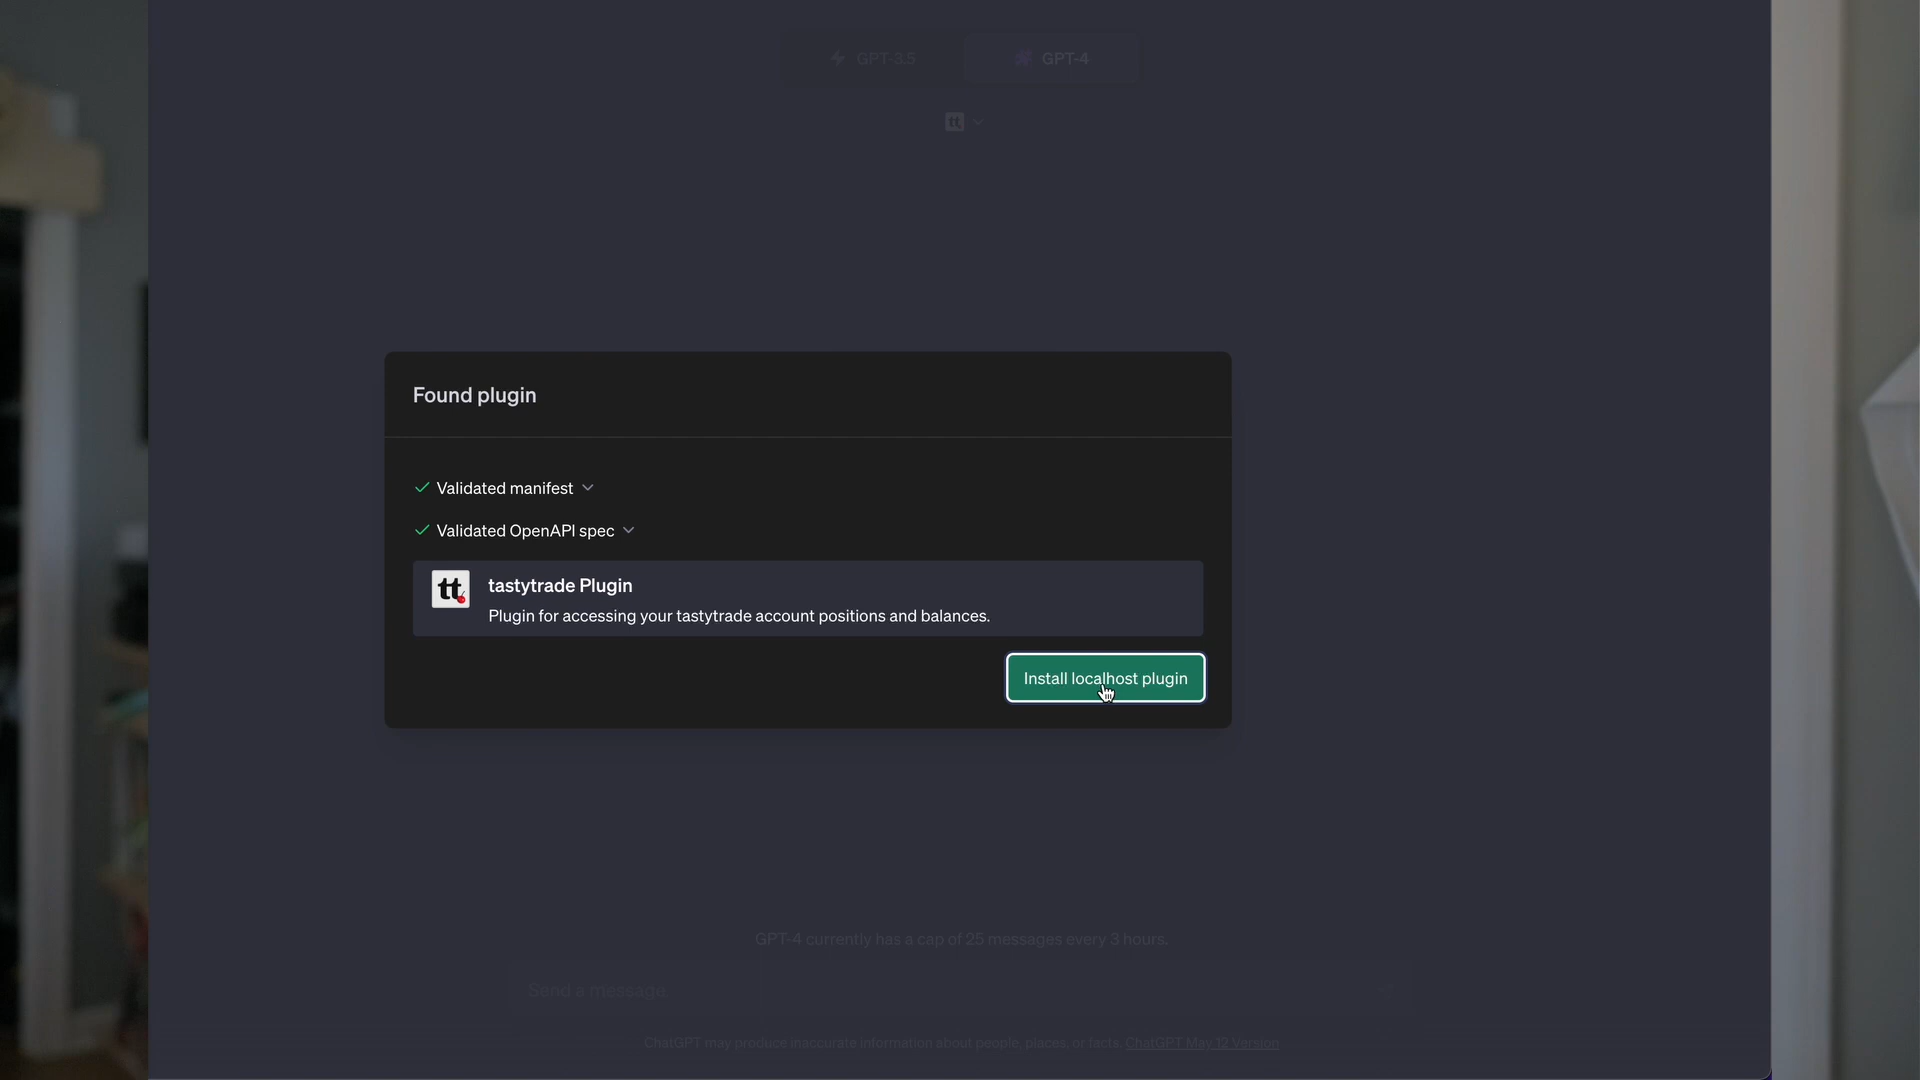 GPT-3.5
GPT-4
tt
Found plugin
Validated manifest
Validated OpenAPI spec
tt
tastytrade Plugin
Plugin for accessing your tastytrade account positions and balances.
Install localhost plugin
GPT-4 currently has a cap of 25 messages every 3 hours.
Send a message.
ChatGPT may produce inaccurate information about people, places, or facts. ChatGPT May 12 Version